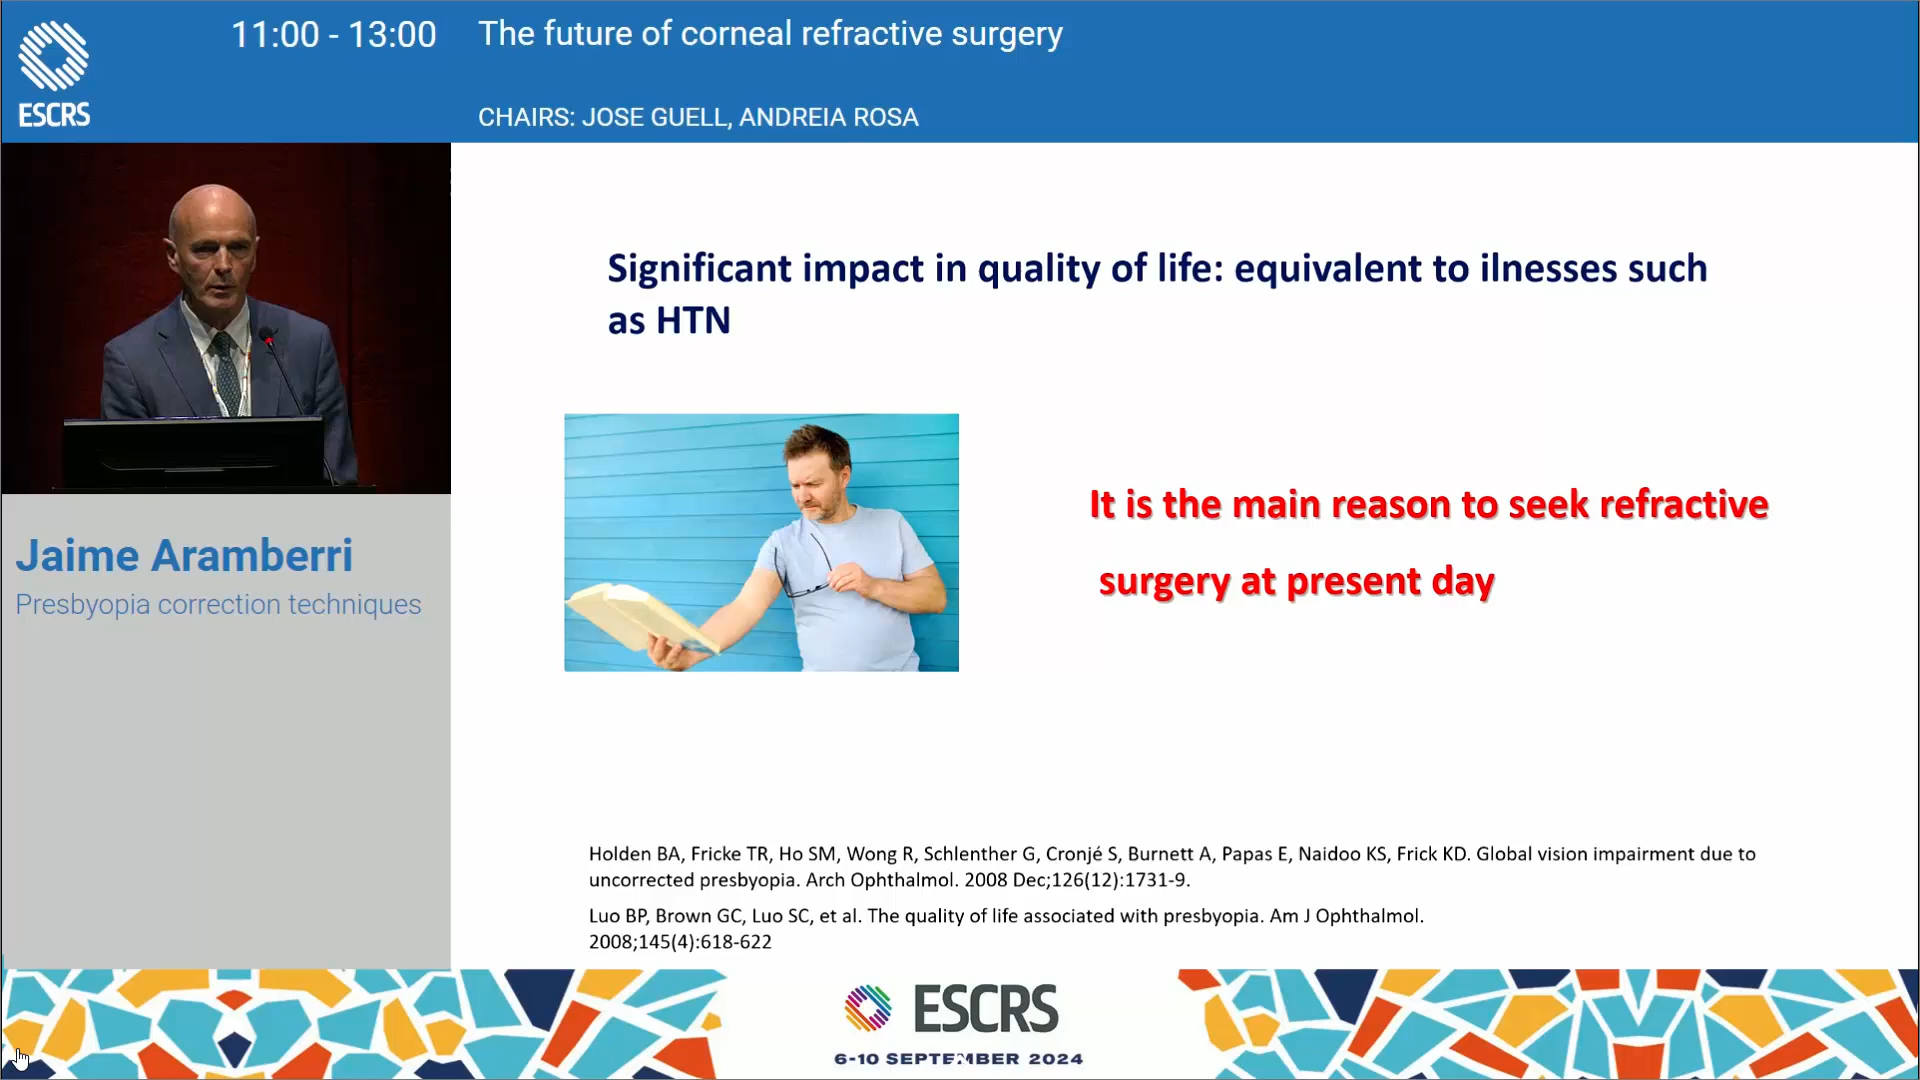 ESCRS
11:00 - 13:00
The future of corneal refractive surgery
CHAIRS: JOSE GUELL, ANDREIA ROSA
Jaime Aramberri
Presbyopia correction techniques
Significant impact in quality of life: equivalent to ilnesses such
as HTN
It is the main reason to seek refractive
surgery at present day
Holden BA, Fricke TR, Ho SM, Wong R, Schlenther G, Cronjé S, Burnett A, Papas E, Naidoo KS, Frick KD. Global vision impairment due to
uncorrected presbyopia. Arch Ophthalmol. 2008 Dec;126(12):1731-9.
Luo BP, Brown GC, Luo SC, et al. The quality of life associated with presbyopia. Am J Ophthalmol.
2008;145(4):618-622
ESCRS
6-10 SEPTEMBER 2024